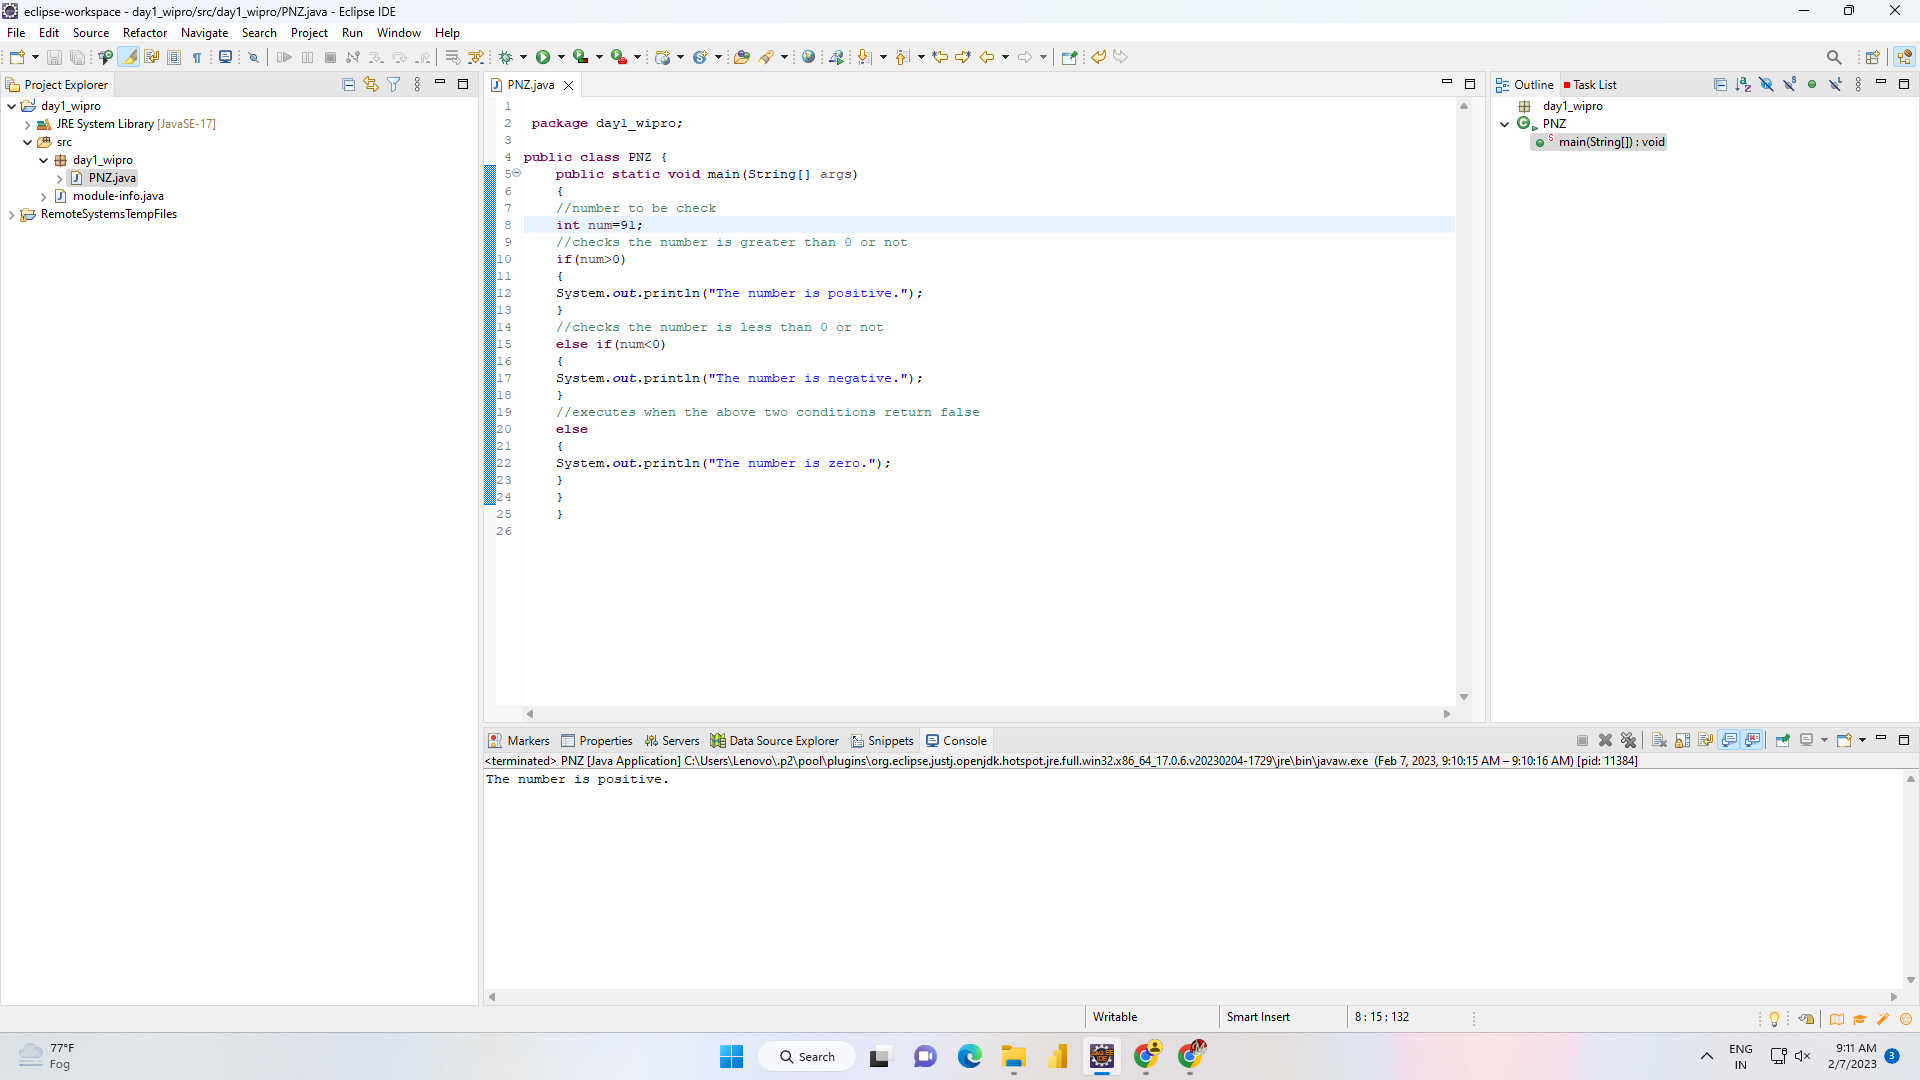 eclipse-workspace - day1_wipro/src/day1_wipro/PNZ.java - Eclipse IDE
File Edit Source Refactor Navigate Search Project Run Window Help
Project Explorer
day1_wipro
JRE System Library [JavaSE-17]
src
day1_wipro
PNZ.java
module-info.java
RemoteSystemsTempFiles
PNZ.java
1
2 package day1_wipro;
3
4 public class PNZ {
5 public static void main(String[] args)
6 {
7 //number to be check
8 int num=91;
9 //checks the number is greater than 0 or not
10 if(num>0)
11 {
12 System.out.println("The number is positive.");
13 }
14 //checks the number is less than 0 or not
15 else if(num<0)
16 {
17 System.out.println("The number is negative.");
18 }
19 //executes when the above two conditions return false
20 else
21 {
22 System.out.println("The number is zero.");
23 }
24 }
25 }
26
Outline Task List
day1_wipro
PNZ
main(String[]) : void
Markers Properties Servers Data Source Explorer Snippets Console
<terminated> PNZ [Java Application] C:\Users\Lenovo\.p2\pool\plugins\org.eclipse.justj.openjdk.hotspot.jre.full.win32.x86_64_17.0.6.v20230204-1729\jre\bin\javaw.exe (Feb 7, 2023, 9:10:15 AM – 9:10:16 AM) [pid: 11384]
The number is positive.
Writable Smart Insert 8 : 15 : 132
77°F
Fog
Search
ENG
IN
9:11 AM
2/7/2023
3